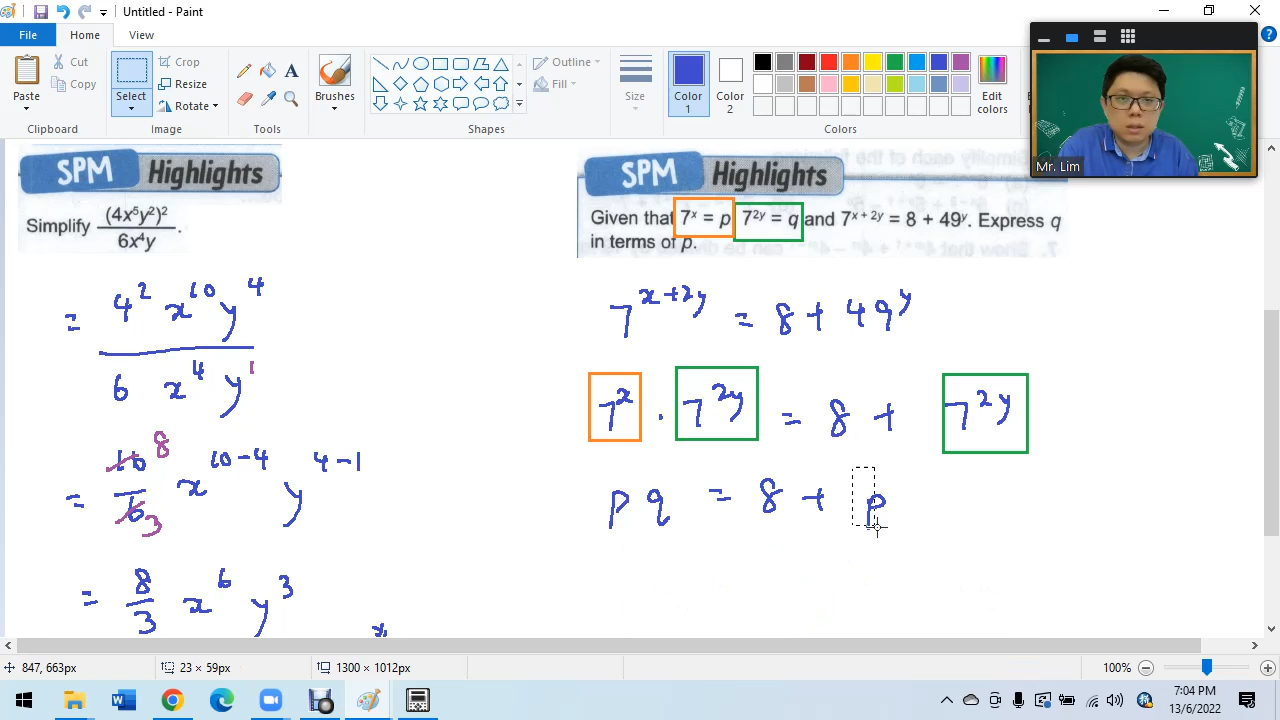 Untitled - Paint
File Home View
Paste
Cut
Copy
Clipboard
Select
Crop
Resize
Rotate
Image
Tools
Brushes
Shapes
Outline
Fill
Size
Color 1
Color 2
Edit colors
Colors
Mr. Lim
SPM Highlights
Simplify (4x⁵y²)² / 6x⁴y.
= 4² x¹⁰ y⁴ / 6 x⁴ y¹
= 16 8 / 6 3 x¹⁰⁻⁴ y⁴⁻¹
= 8/3 x⁶ y³
SPM Highlights
Given that 7ˣ = p 7²ʸ = q and 7ˣ⁺²ʸ = 8 + 49ʸ. Express q
in terms of p.
7ˣ⁺²ʸ = 8 + 49ʸ
7ˣ · 7²ʸ = 8 + 7²ʸ
p q = 8 + p
847, 663px
23 × 59px
1300 × 1012px
100%
7:04 PM
13/6/2022